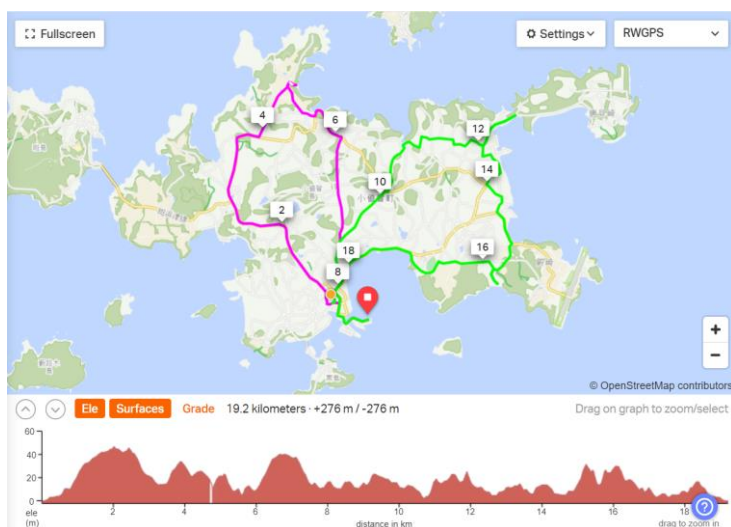 Fullscreen
Settings
RWGPS
4
6
12
10
14
2
18
16
8
+
−
© OpenStreetMap contributors
Ele Surfaces Grade 19.2 kilometers · +276 m / -276 m
Drag on graph to zoom/select
60
40
20
0
ele
(m)
2 4 6 8 10 12 14 16 18
distance in km
drag to zoom in
?